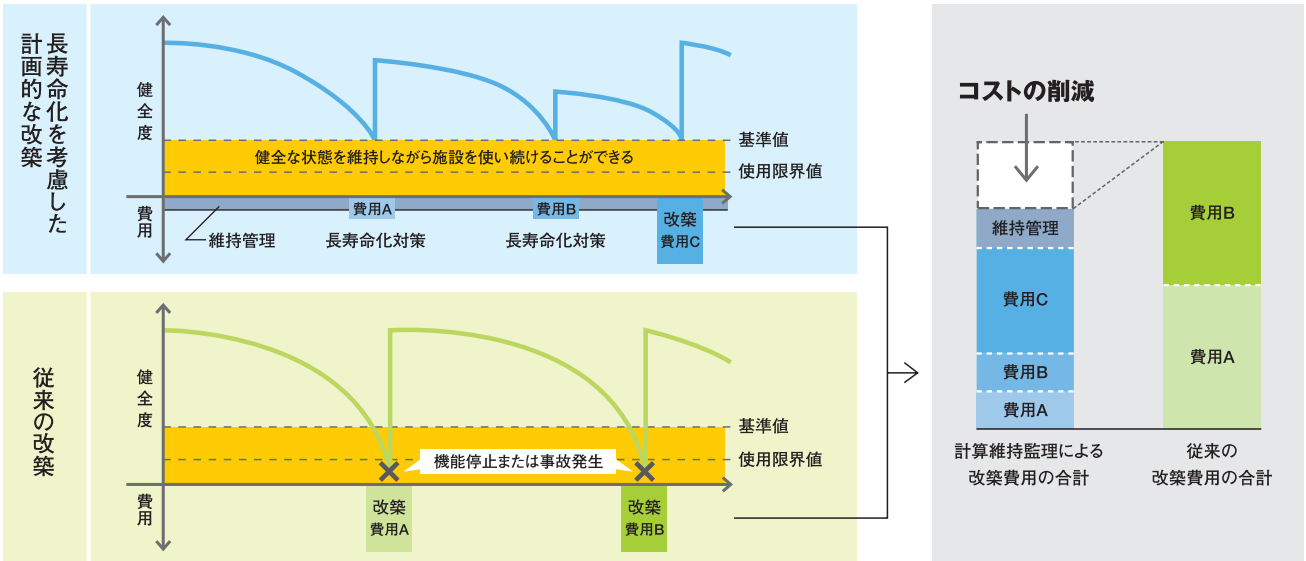 長寿命化を考慮した
計画的な改築
健全度
費用
基準値
健全な状態を維持しながら施設を使い続けることができる
使用限界値
費用A
費用B
改築
費用C
維持管理
長寿命化対策
長寿命化対策
従来の改築
健全度
費用
基準値
使用限界値
機能停止または事故発生
改築
費用A
改築
費用B
コストの削減
維持管理
費用C
費用B
費用A
費用B
費用A
計算維持監理による
改築費用の合計
従来の
改築費用の合計